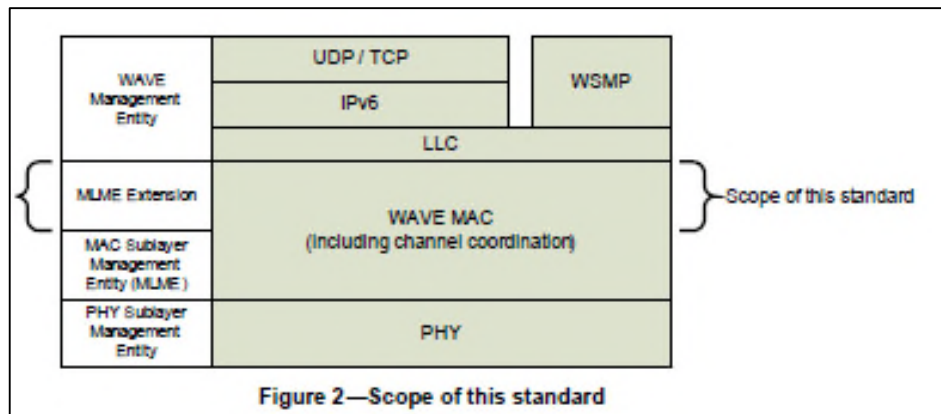 UDP / TCP
WAVE
Management
Entity
WSMP
IPv6
LLC
MLME Extension
Scope of this standard
WAVE MAC
(including channel coordination)
MAC Sublayer
Management
Entity (MLME)
PHY Sublayer
Management
Entity
PHY
Figure 2—Scope of this standard